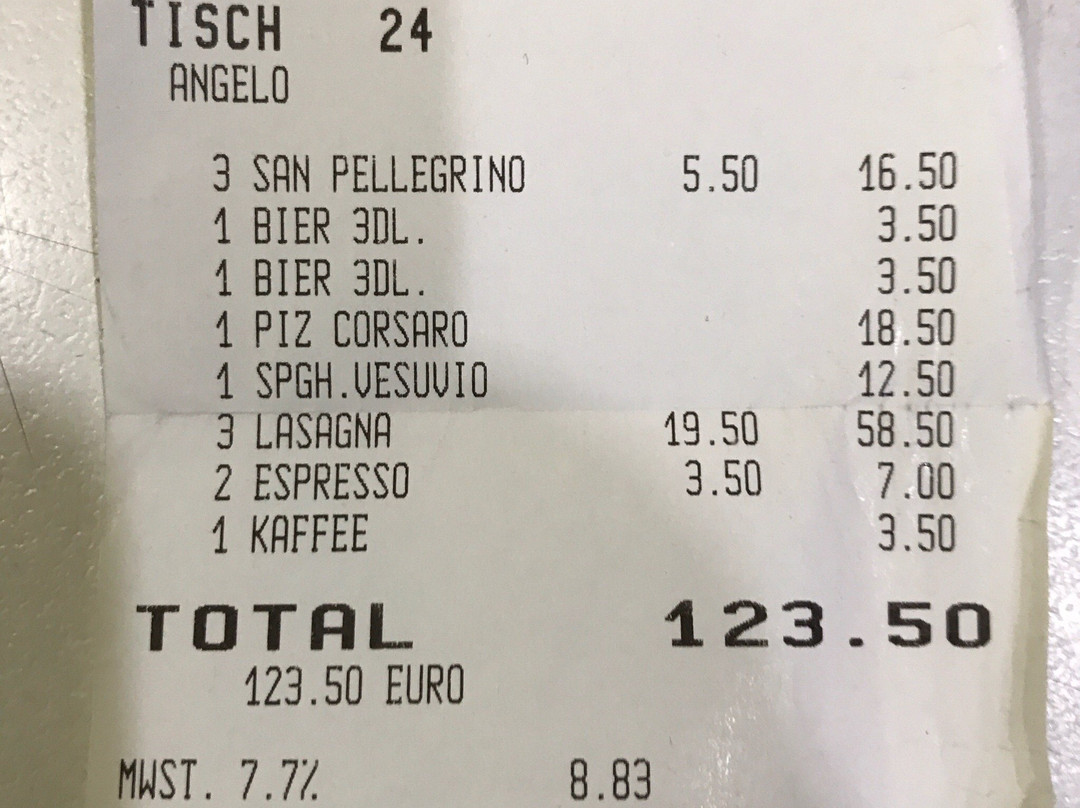 TISCH 24
ANGELO
3 SAN PELLEGRINO 5.50 16.50
1 BIER 3DL. 3.50
1 BIER 3DL. 3.50
1 PIZ CORSARO 18.50
1 SPGH.VESUVIO 12.50
3 LASAGNA 19.50 58.50
2 ESPRESSO 3.50 7.00
1 KAFFEE 3.50
TOTAL 123.50
123.50 EURO
MWST. 7.7% 8.83